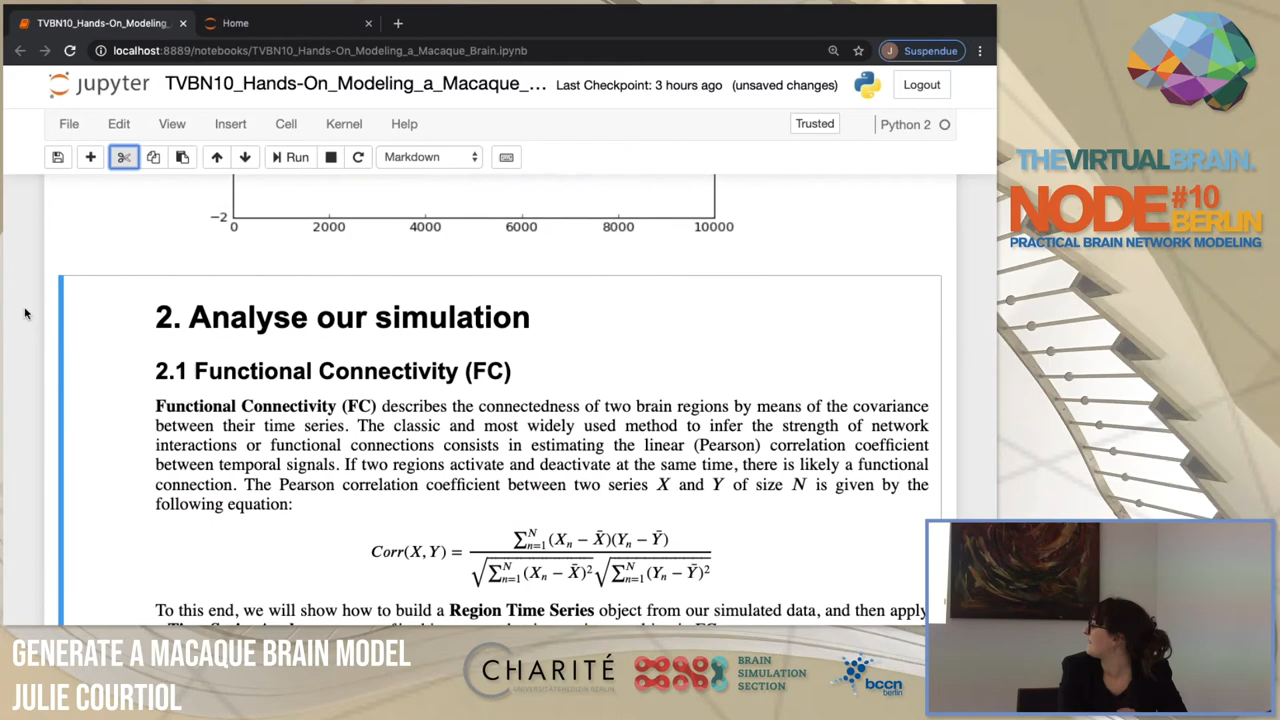 TVBN10_Hands-On_Modeling_
Home
localhost:8889/notebooks/TVBN10_Hands-On_Modeling_a_Macaque_Brain.ipynb
J Suspendue
jupyter TVBN10_Hands-On_Modeling_a_Macaque_... Last Checkpoint: 3 hours ago (unsaved changes) Logout
File Edit View Insert Cell Kernel Help Trusted Python 2
Run Markdown
−2
0 2000 4000 6000 8000 10000
2. Analyse our simulation
2.1 Functional Connectivity (FC)
Functional Connectivity (FC) describes the connectedness of two brain regions by means of the covariance
between their time series. The classic and most widely used method to infer the strength of network
interactions or functional connections consists in estimating the linear (Pearson) correlation coefficient
between temporal signals. If two regions activate and deactivate at the same time, there is likely a functional
connection. The Pearson correlation coefficient between two series X and Y of size N is given by the
following equation:
Corr(X, Y) = ∑ᴺₙ₌₁(Xₙ − X̄)(Yₙ − Ȳ) / √∑ᴺₙ₌₁(Xₙ − X̄)² √∑ᴺₙ₌₁(Yₙ − Ȳ)²
To this end, we will show how to build a Region Time Series object from our simulated data, and then apply
THEVIRTUALBRAIN.
NODE #10
BERLIN
PRACTICAL BRAIN NETWORK MODELING
GENERATE A MACAQUE BRAIN MODEL
JULIE COURTIOL
CHARITÉ
UNIVERSITÄTSMEDIZIN BERLIN
BRAIN
SIMULATION
SECTION
bccn
berlin